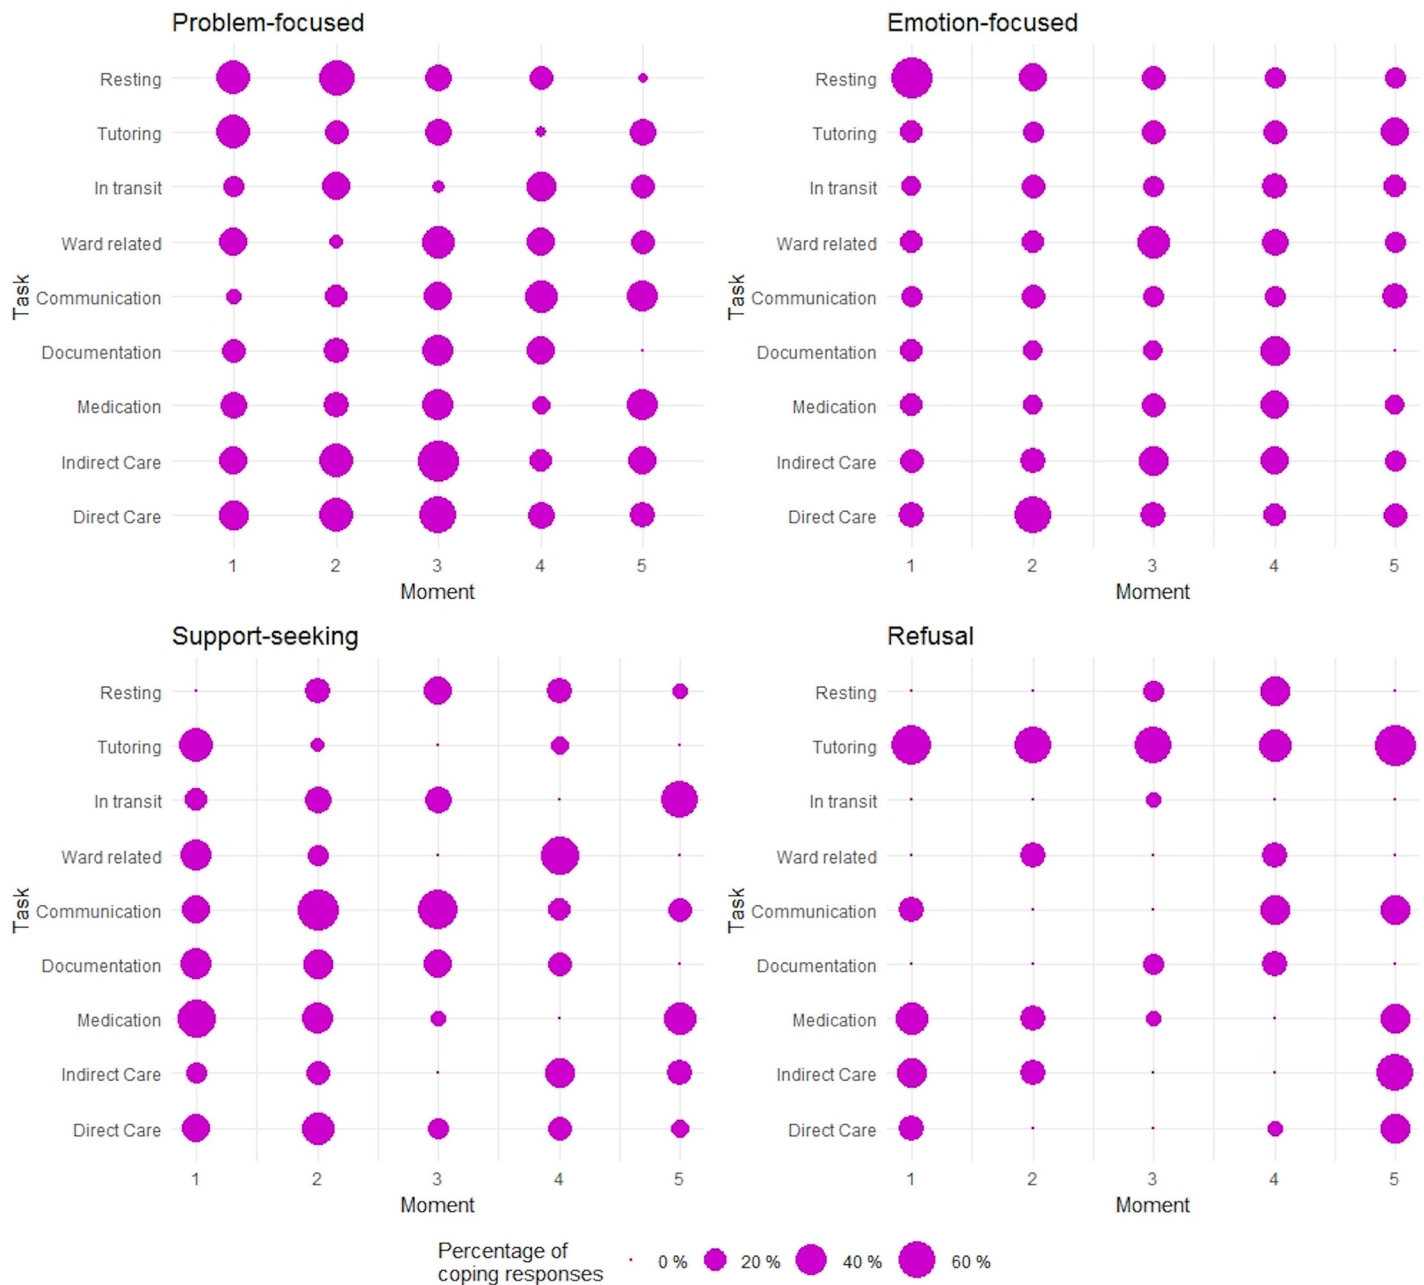 Problem-focused
Resting
Tutoring
In transit
Ward related
Communication
Documentation
Medication
Indirect Care
Direct Care
Task
1 2 3 4 5
Moment
Emotion-focused
Resting
Tutoring
In transit
Ward related
Communication
Documentation
Medication
Indirect Care
Direct Care
Task
1 2 3 4 5
Moment
Support-seeking
Resting
Tutoring
In transit
Ward related
Communication
Documentation
Medication
Indirect Care
Direct Care
Task
1 2 3 4 5
Moment
Refusal
Resting
Tutoring
In transit
Ward related
Communication
Documentation
Medication
Indirect Care
Direct Care
Task
1 2 3 4 5
Moment
Percentage of
coping responses
0 % 20 % 40 % 60 %